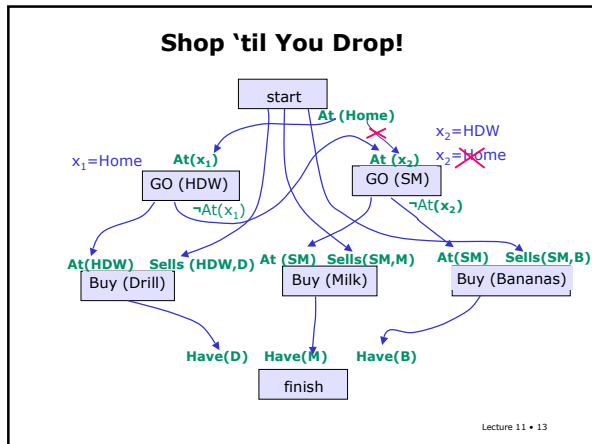 Shop ‘til You Drop!
start
At (Home)
x₂=HDW
x₁=Home
At(x₁)
At (x₂)
x₂=Home
GO (HDW)
GO (SM)
¬At(x₁)
¬At(x₂)
At(HDW) Sells (HDW,D) At (SM) Sells(SM,M) At(SM) Sells(SM,B)
Buy (Drill) Buy (Milk) Buy (Bananas)
Have(D) Have(M) Have(B)
finish
Lecture 11 • 13